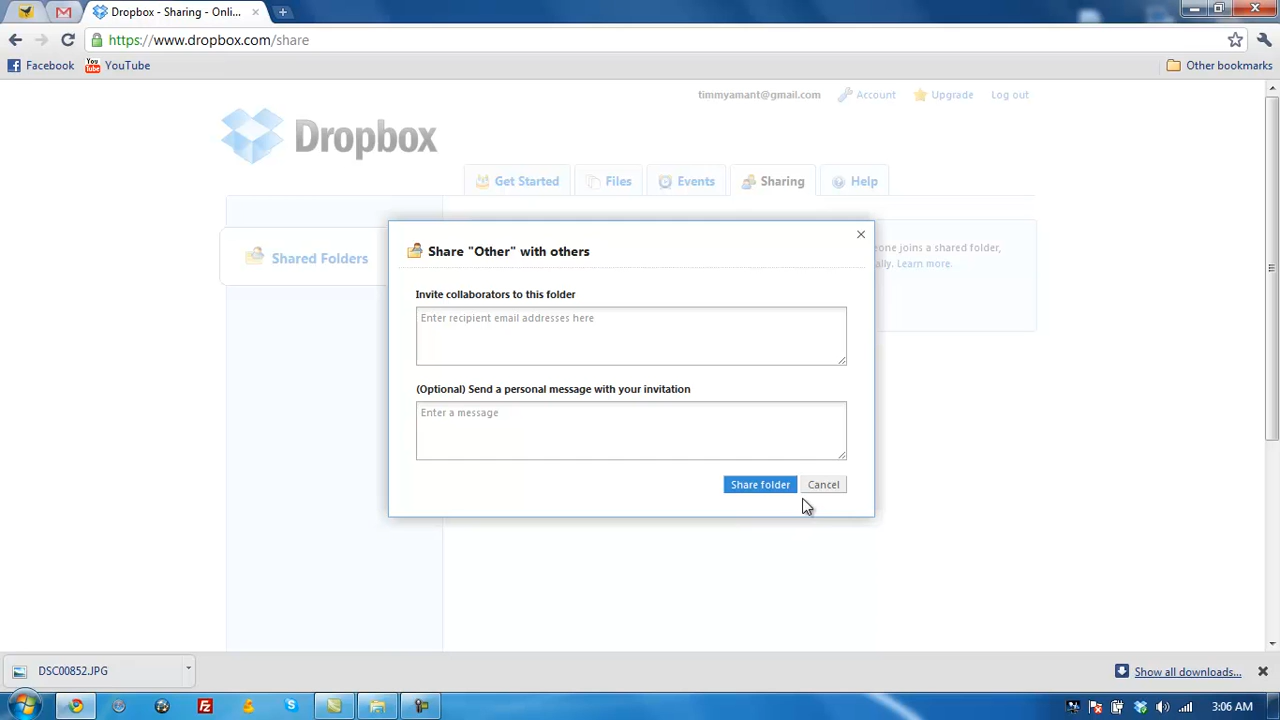 Dropbox - Sharing - Onli...
https://www.dropbox.com/share
Facebook
You Tube YouTube
Other bookmarks
timmyamant@gmail.com Account Upgrade Log out
Dropbox
Get Started Files Events Sharing Help
Shared Folders
one joins a shared folder,
ally. Learn more.
Share "Other" with others
Invite collaborators to this folder
Enter recipient email addresses here
(Optional) Send a personal message with your invitation
Enter a message
Share folder Cancel
DSC00852.JPG
Show all downloads...
Fz
3:06 AM